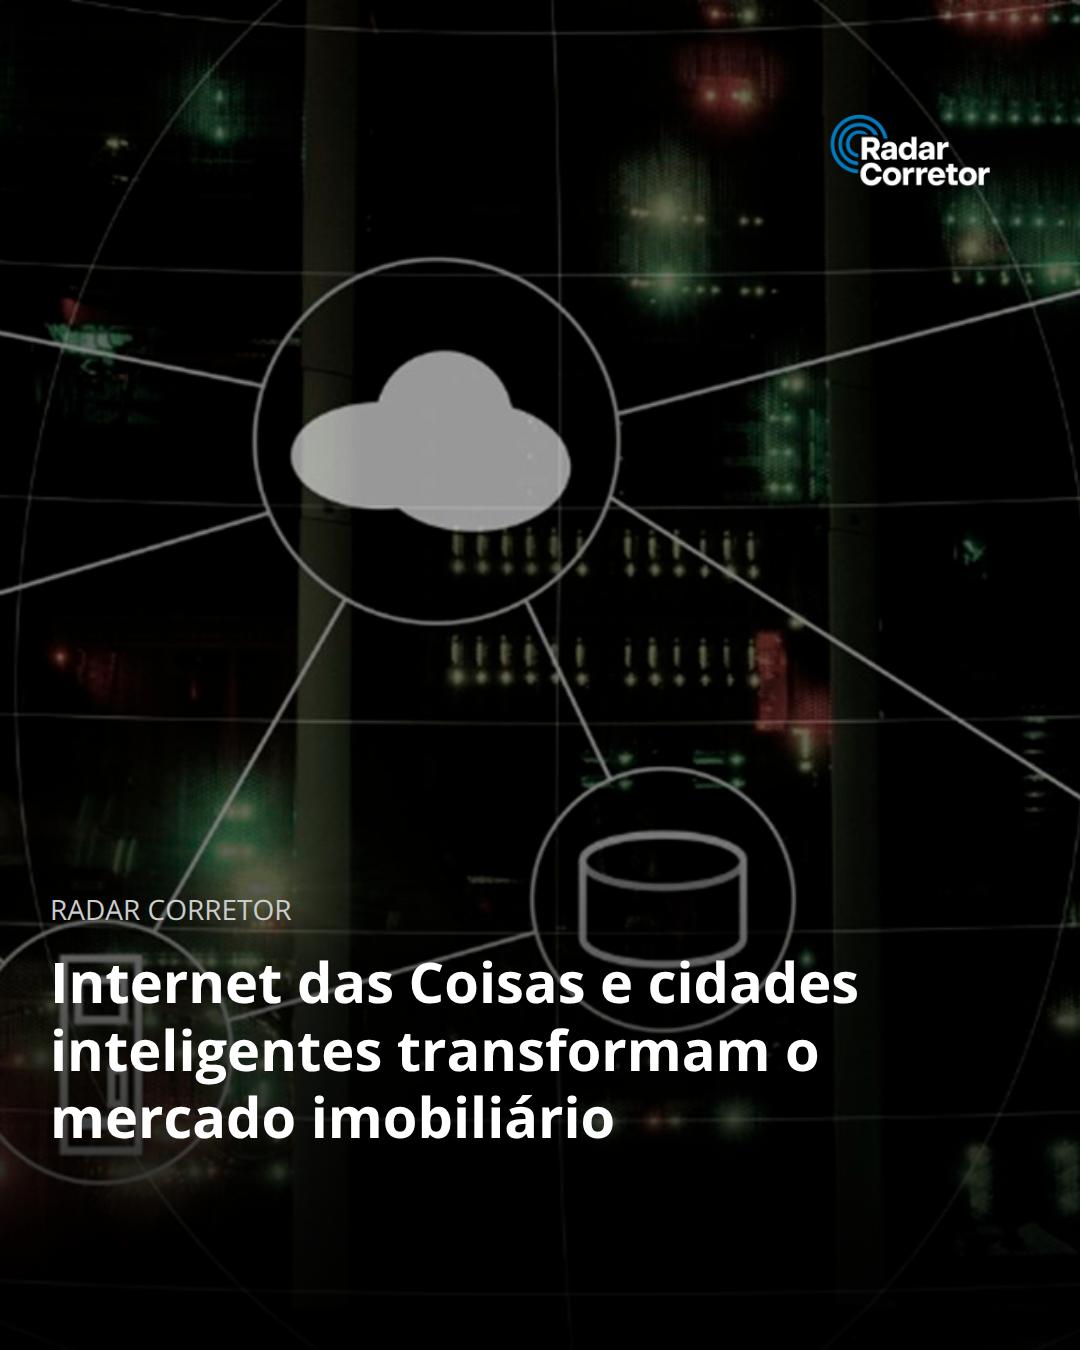 Radar
Corretor
RADAR CORRETOR
Internet das Coisas e cidades
inteligentes transformam o
mercado imobiliário